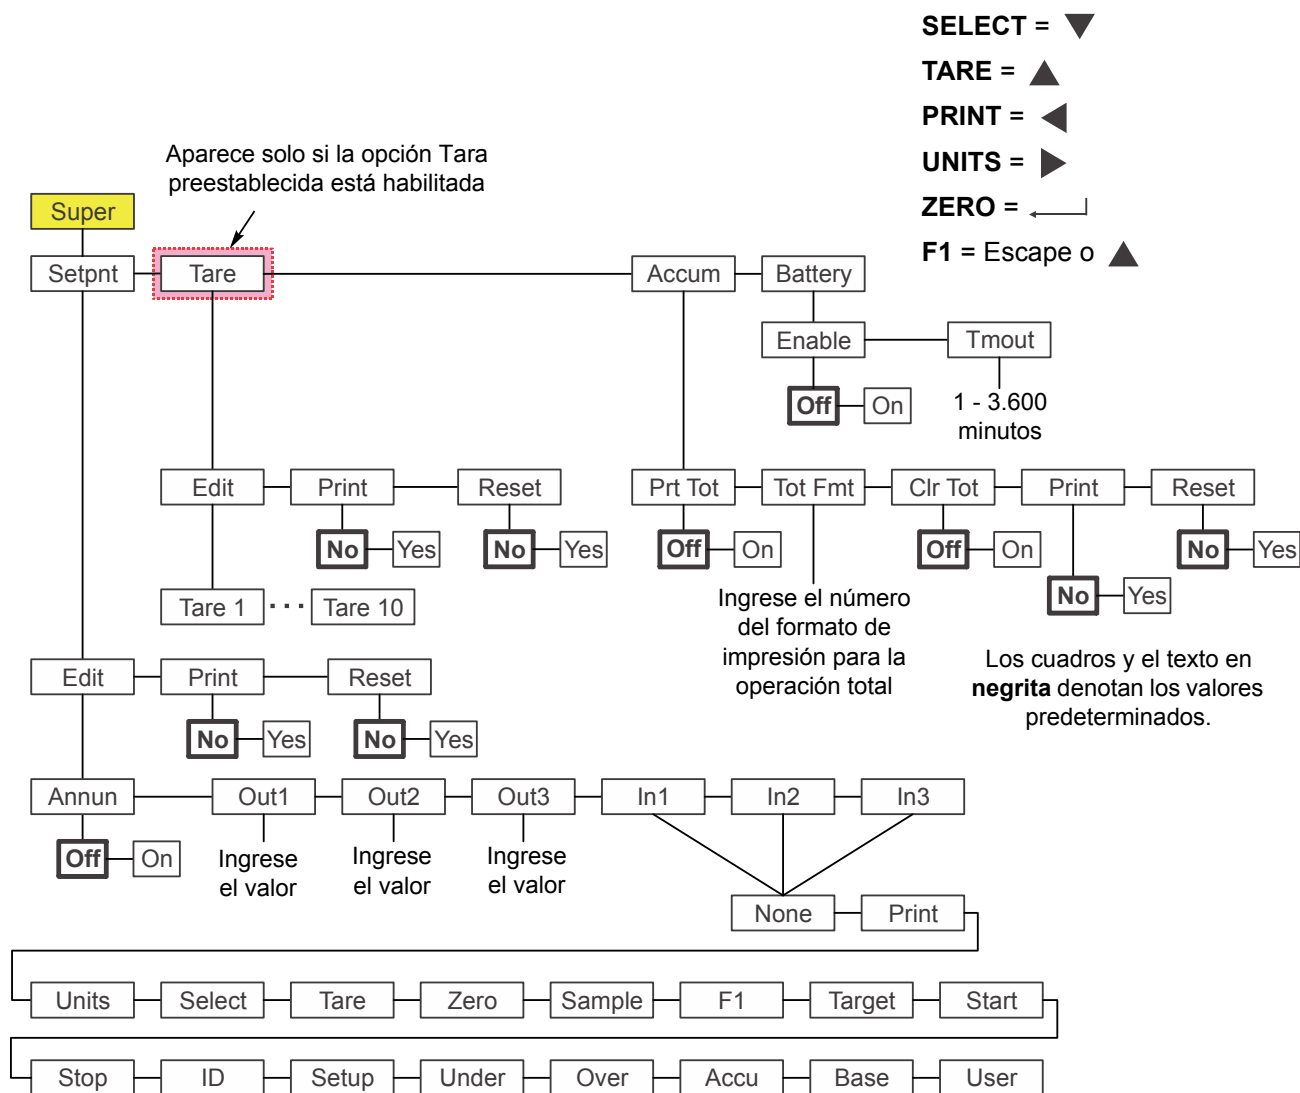 SELECT =
TARE =
PRINT =
UNITS =
ZERO =
F1 = Escape o
Aparece solo si la opción Tara
preestablecida está habilitada
Super
Setpnt
Tare
Accum
Battery
Enable
Tmout
Off
On
1 - 3.600
minutos
Edit
Print
Reset
No
Yes
No
Yes
Tare 1
...
Tare 10
Prt Tot
Tot Fmt
Clr Tot
Print
Reset
Off
On
Off
On
No
Yes
No
Yes
Ingrese el número
del formato de
impresión para la
operación total
Los cuadros y el texto en
negrita denotan los valores
predeterminados.
Edit
Print
Reset
No
Yes
No
Yes
Annun
Out1
Out2
Out3
In1
In2
In3
Off
On
Ingrese
el valor
Ingrese
el valor
Ingrese
el valor
None
Print
Units
Select
Tare
Zero
Sample
F1
Target
Start
Stop
ID
Setup
Under
Over
Accu
Base
User